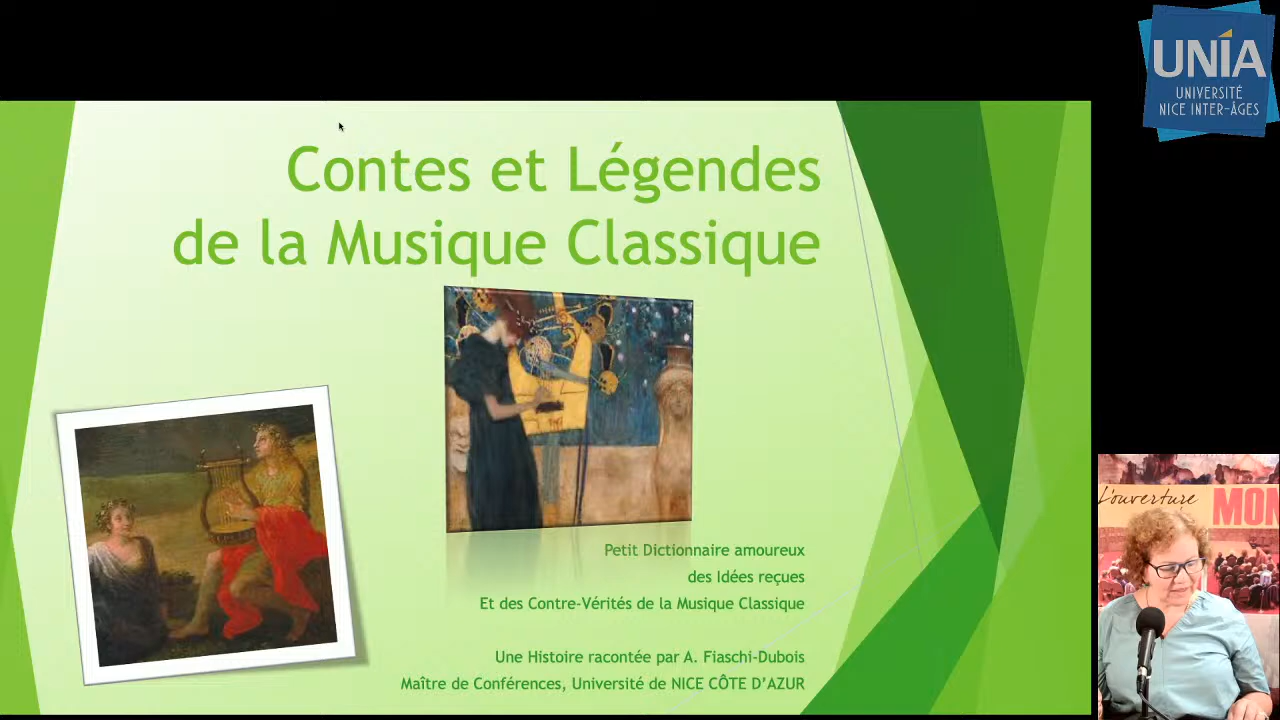 UNIA
UNIVERSITÉ
NICE INTER-ÂGES
Contes et Légendes
de la Musique Classique
Petit Dictionnaire amoureux
des Idées reçues
Et des Contre-Vérités de la Musique Classique
Une Histoire racontée par A. Fiaschi-Dubois
Maître de Conférences, Université de NICE CÔTE D'AZUR
L'ouverture
MON